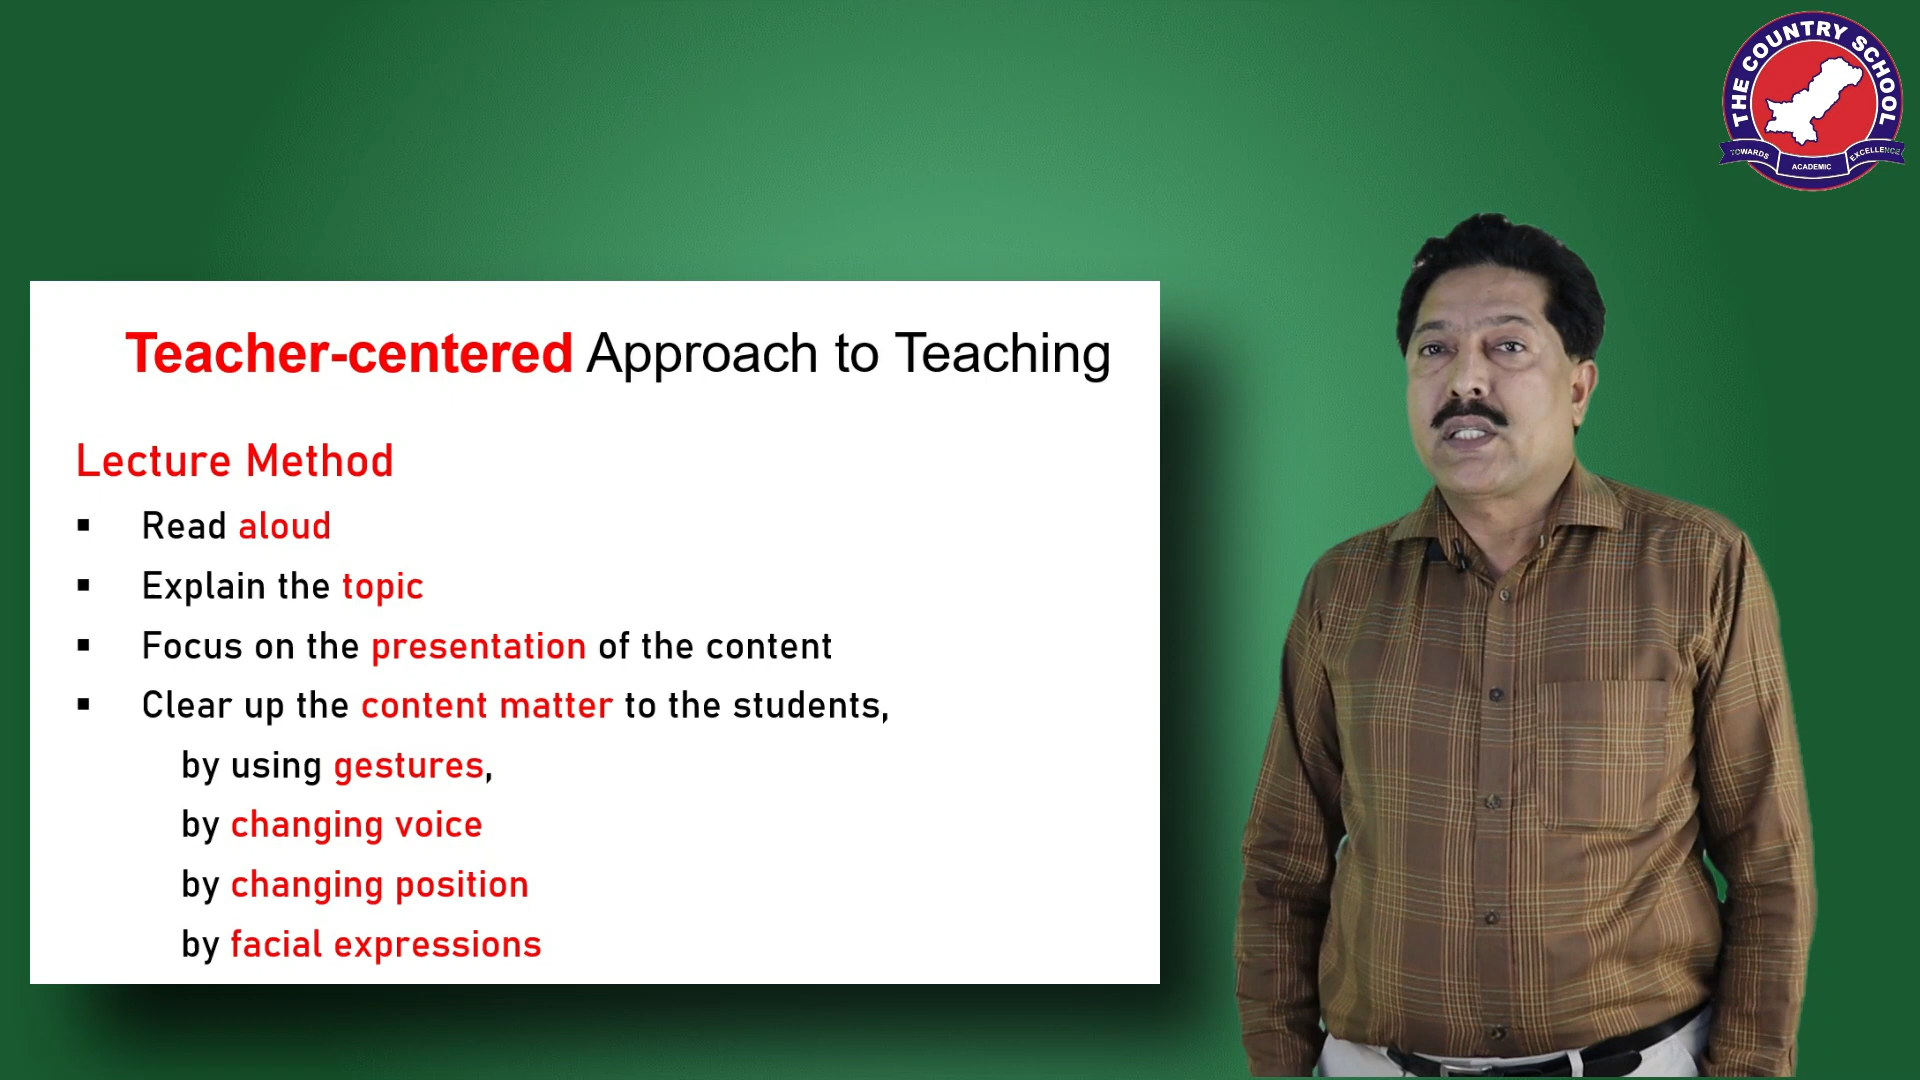 THE COUNTRY SCHOOL
TOWARDS ACADEMIC EXCELLENCE
Teacher-centered Approach to Teaching
Lecture Method
▪ Read aloud
▪ Explain the topic
▪ Focus on the presentation of the content
▪ Clear up the content matter to the students,
by using gestures,
by changing voice
by changing position
by facial expressions